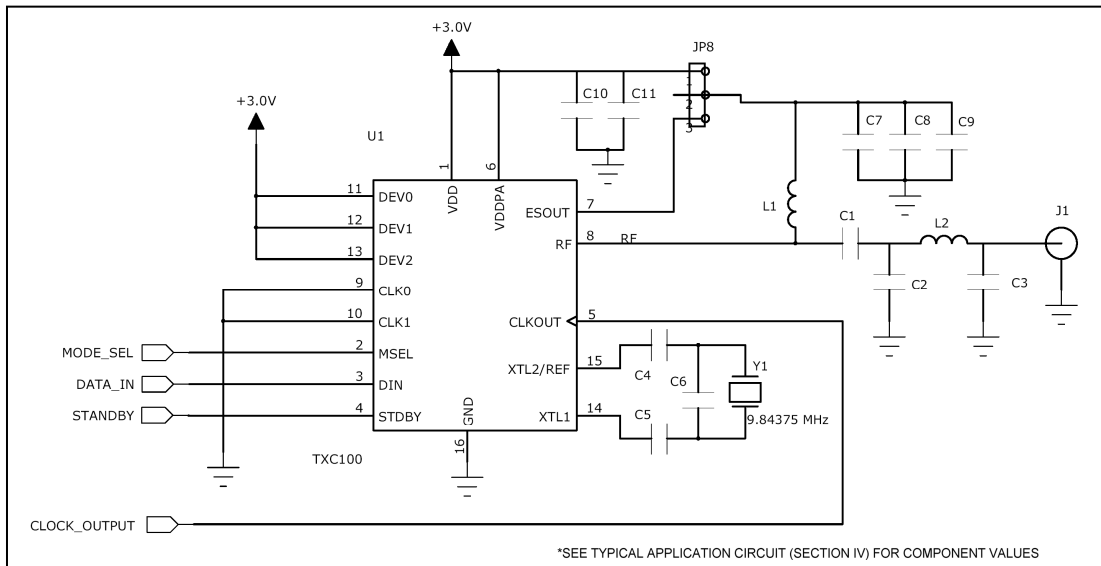 +3.0V
JP8
+3.0V
C10 C11
1
2
3
C7 C8 C9
U1
1 6
VDD VDDPA
11 DEV0
12 DEV1
13 DEV2
9 CLK0
10 CLK1
2 MSEL
3 DIN
4 STDBY
ESOUT 7
RF 8 RF
CLKOUT 5
XTL2/REF 15
XTL1 14
GND
16
TXC100
L1
C1
L2
J1
C2
C3
MODE_SEL
DATA_IN
STANDBY
C4
C6
Y1
C5
9.84375 MHz
CLOCK_OUTPUT
*SEE TYPICAL APPLICATION CIRCUIT (SECTION IV) FOR COMPONENT VALUES